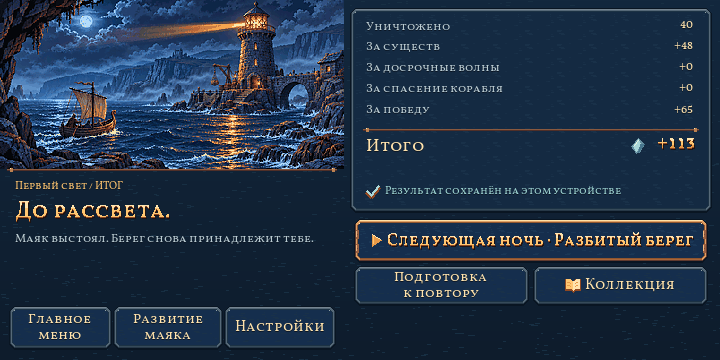 Первый свет / ИТОГ
До рассвета.
Маяк выстоял. Берег снова принадлежит тебе.
Главное
меню
Развитие
маяка
Настройки
Уничтожено 40
За существ +48
За досрочные волны +0
За спасение корабля +0
За победу +65
Итого +113
Результат сохранён на этом устройстве
Следующая ночь · Разбитый берег
Подготовка
к повтору
Коллекция